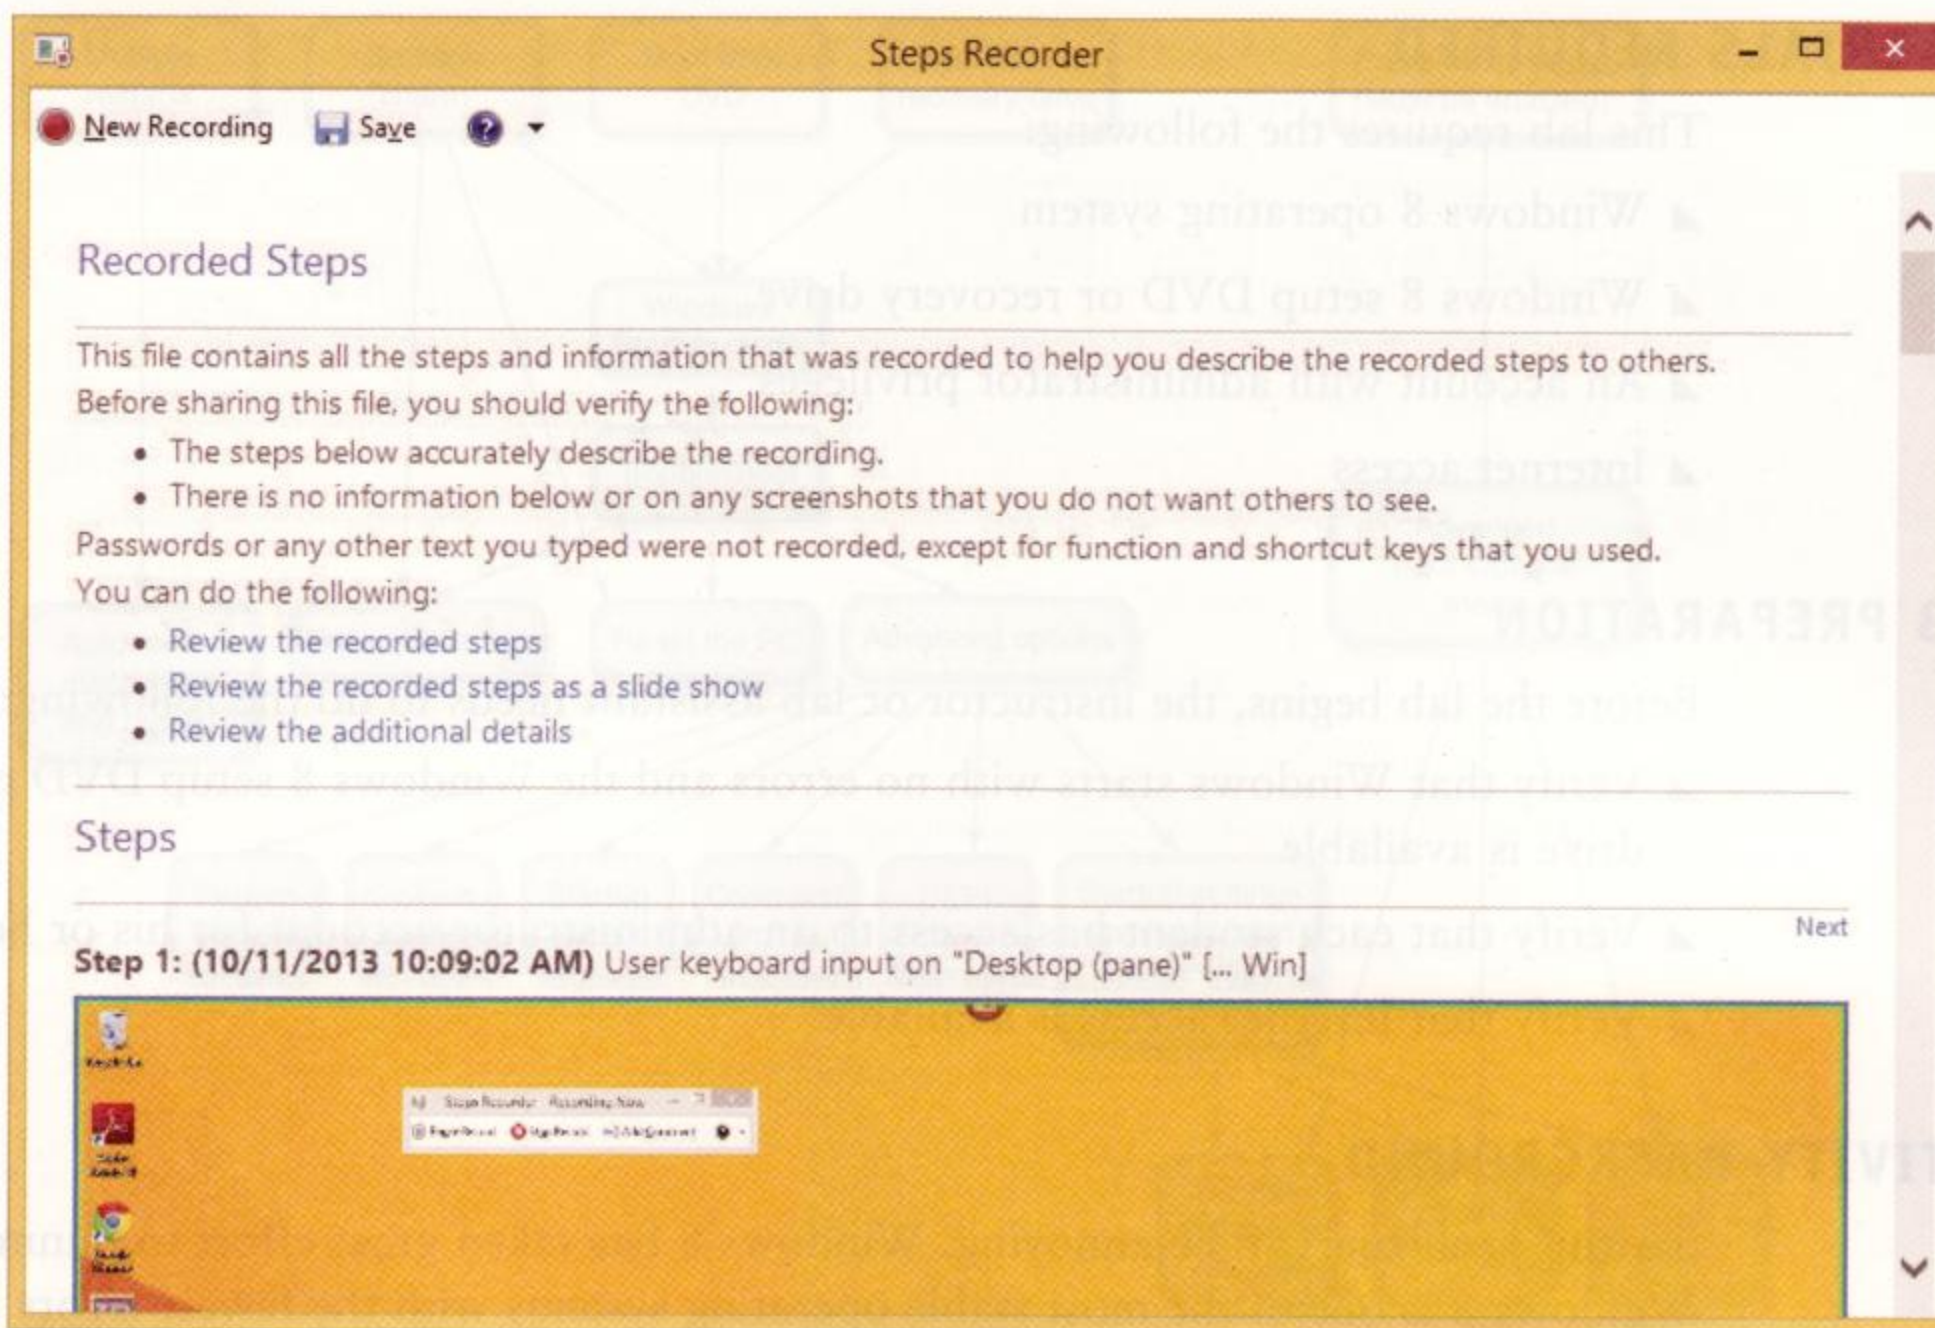 Steps Recorder
New Recording Save
Recorded Steps
This file contains all the steps and information that was recorded to help you describe the recorded steps to others.
Before sharing this file, you should verify the following:
• The steps below accurately describe the recording.
• There is no information below or on any screenshots that you do not want others to see.
Passwords or any other text you typed were not recorded, except for function and shortcut keys that you used.
You can do the following:
• Review the recorded steps
• Review the recorded steps as a slide show
• Review the additional details
Steps
Next
Step 1: (10/11/2013 10:09:02 AM) User keyboard input on "Desktop (pane)" [... Win]
Steps Recorder - Recording Now